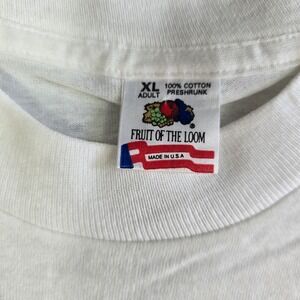 XL 100% COTTON
ADULT PRESHRUNK
®
FRUIT OF THE LOOM
MADE IN U.S.A